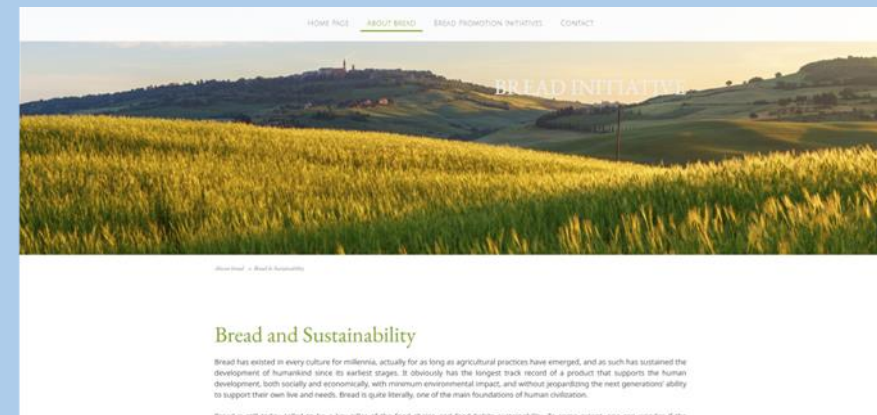 HOME PAGE ABOUT BREAD BREAD PROMOTION INITIATIVES CONTACT
BREAD INITIATIVE
About bread » Bread & Sustainability
Bread and Sustainability
Bread has existed in every culture for millennia, actually for as long as agricultural practices have emerged, and as such has sustained the
development of humankind since its earliest stages. It obviously has the longest track record of a product that supports the human
development, both socially and economically, with minimum environmental impact, and without jeopardizing the next generations' ability
to support their own live and needs. Bread is quite literally, one of the main foundations of human civilization.